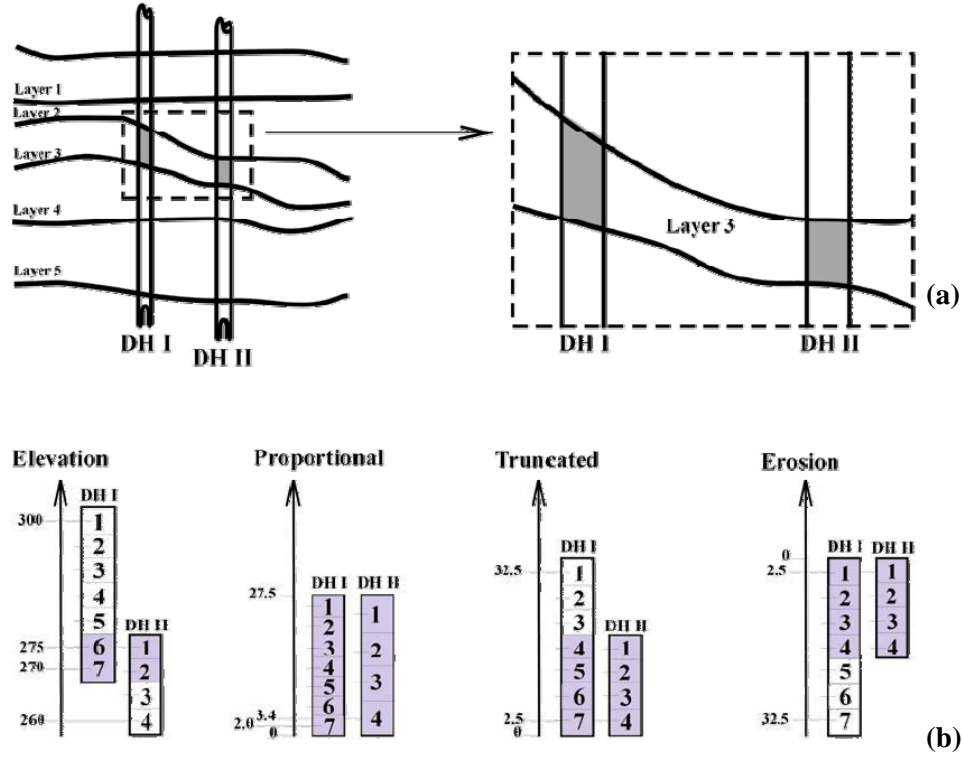 Layer 1
Layer 2
Layer 3
Layer 4
Layer 5
DH I
DH II
Layer 3
DH I
DH II
(a)
Elevation
DH I
300
1
2
3
4
5
6
7
275
270
260
DH II
1
2
3
4
Proportional
27.5
2.0
3.4
0
DH I
1
2
3
4
5
6
7
DH II
1
2
3
4
Truncated
32.5
2.5
0
DH I
1
2
3
4
5
6
7
DH II
1
2
3
4
Erosion
0
2.5
32.5
DH I
1
2
3
4
5
6
7
DH II
1
2
3
4
(b)